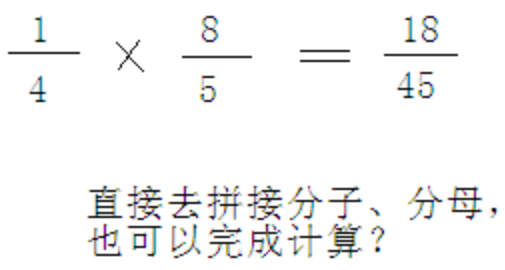 1/4 × 8/5 = 18/45
直接去拼接分子、分母，
也可以完成计算？